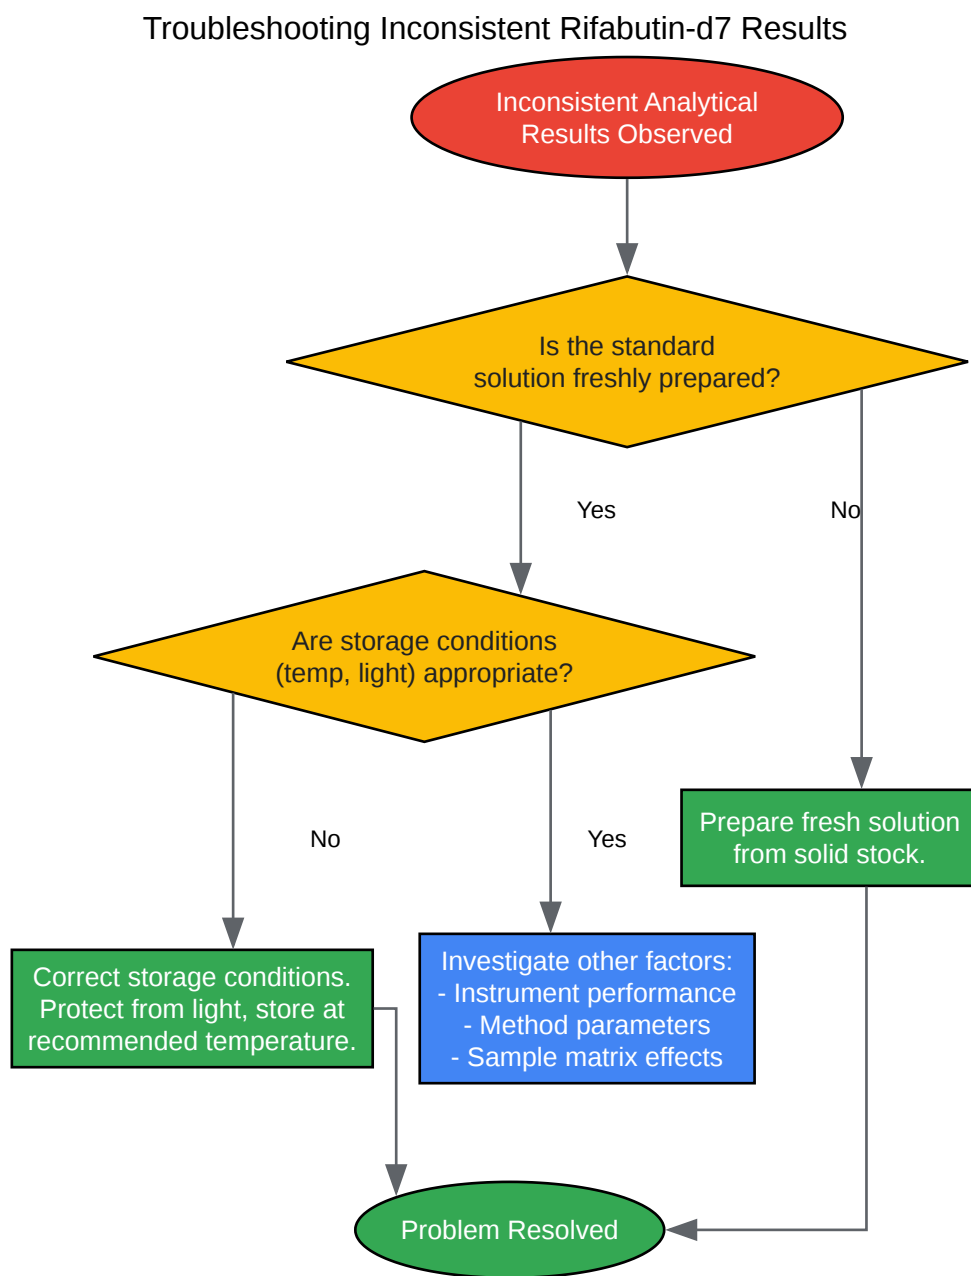 Troubleshooting Inconsistent Rifabutin-d7 Results
Inconsistent Analytical
Results Observed
Is the standard
solution freshly prepared?
Yes
No
Are storage conditions
(temp, light) appropriate?
No
Yes
Prepare fresh solution
from solid stock.
Correct storage conditions.
Protect from light, store at
recommended temperature.
Investigate other factors:
- Instrument performance
- Method parameters
- Sample matrix effects
Problem Resolved